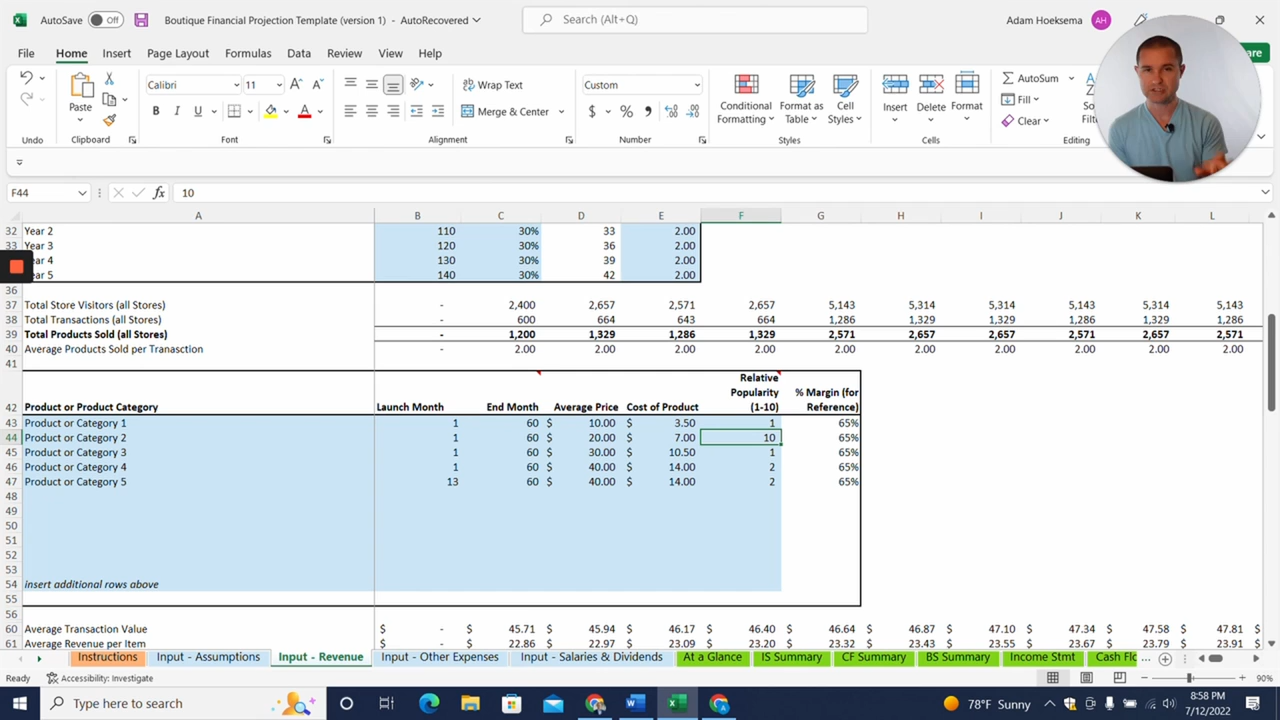 AutoSave Off Boutique Financial Projection Template (version 1) - AutoRecovered Search (Alt+Q) Adam Hoeksema AH
File Home Insert Page Layout Formulas Data Review View Help
Paste Calibri 11 A A Wrap Text Custom Conditional Formatting Format as Table Cell Styles Insert Delete Format AutoSum
B I U A Merge & Center $ % Fill Clear
Undo Clipboard Font Alignment Number Styles Cells Editing
F44 fx 10
A B C D E F G H I J K L
32 Year 2 110 30% 33 2.00
33 Year 3 120 30% 36 2.00
ear 4 130 30% 39 2.00
ear 5 140 30% 42 2.00
36
37 Total Store Visitors (all Stores) - 2,400 2,657 2,571 2,657 5,143 5,314 5,314 5,143 5,314 5,143
38 Total Transactions (all Stores) - 600 664 643 664 1,286 1,329 1,329 1,286 1,329 1,286
39 Total Products Sold (all Stores) - 1,200 1,329 1,286 1,329 2,571 2,657 2,657 2,571 2,657 2,571
40 Average Products Sold per Tranasction - 2.00 2.00 2.00 2.00 2.00 2.00 2.00 2.00 2.00 2.00
41
42 Product or Product Category Launch Month End Month Average Price Cost of Product Relative Popularity (1-10) % Margin (for Reference)
43 Product or Category 1 1 60 $ 10.00 $ 3.50 1 65%
44 Product or Category 2 1 60 $ 20.00 $ 7.00 10 65%
45 Product or Category 3 1 60 $ 30.00 $ 10.50 1 65%
46 Product or Category 4 1 60 $ 40.00 $ 14.00 2 65%
47 Product or Category 5 13 60 $ 40.00 $ 14.00 2 65%
48
49
50
51
52
53
54 insert additional rows above
55
56
60 Average Transaction Value $ - $ 45.71 $ 45.94 $ 46.17 $ 46.40 $ 46.64 $ 46.87 $ 47.10 $ 47.34 $ 47.58 $ 47.81
61 Average Revenue per Item $ - $ 22.86 $ 22.97 $ 23.09 $ 23.20 $ 23.32 $ 23.43 $ 23.55 $ 23.67 $ 23.79 $ 23.91
Instructions Input - Assumptions Input - Revenue Input - Other Expenses Input - Salaries & Dividends At a Glance IS Summary CF Summary BS Summary Income Stmt Cash Flo ...
Ready Accessibility: Investigate 90%
Type here to search 78°F Sunny 8:58 PM
7/12/2022